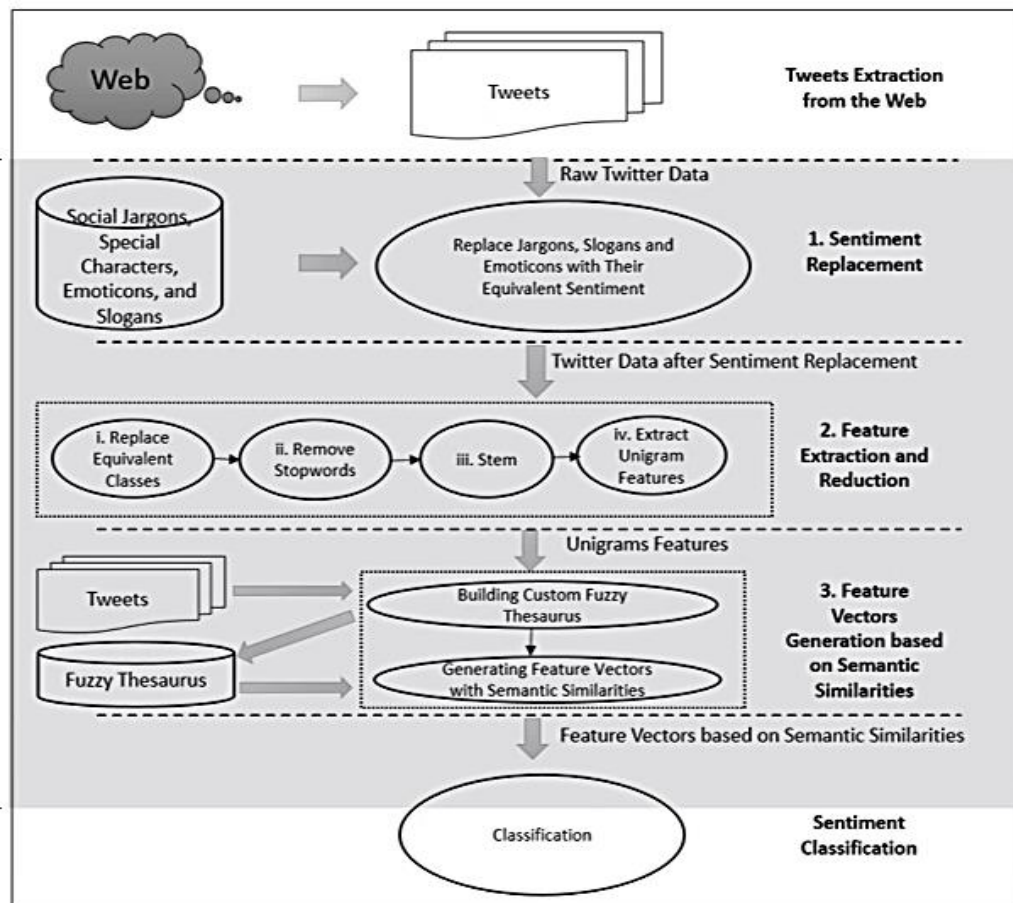 Web
Tweets
Tweets Extraction
from the Web
Raw Twitter Data
Social Jargons,
Special
Characters,
Emoticons, and
Slogans
Replace Jargons, Slogans and
Emoticons with Their
Equivalent Sentiment
1. Sentiment
Replacement
Twitter Data after Sentiment Replacement
i. Replace
Equivalent
Classes
ii. Remove
Stopwords
iii. Stem
iv. Extract
Unigram
Features
2. Feature
Extraction and
Reduction
Unigrams Features
Tweets
Building Custom Fuzzy
Thesaurus
Fuzzy Thesaurus
Generating Feature Vectors
with Semantic Similarities
3. Feature
Vectors
Generation based
on Semantic
Similarities
Feature Vectors based on Semantic Similarities
Classification
Sentiment
Classification